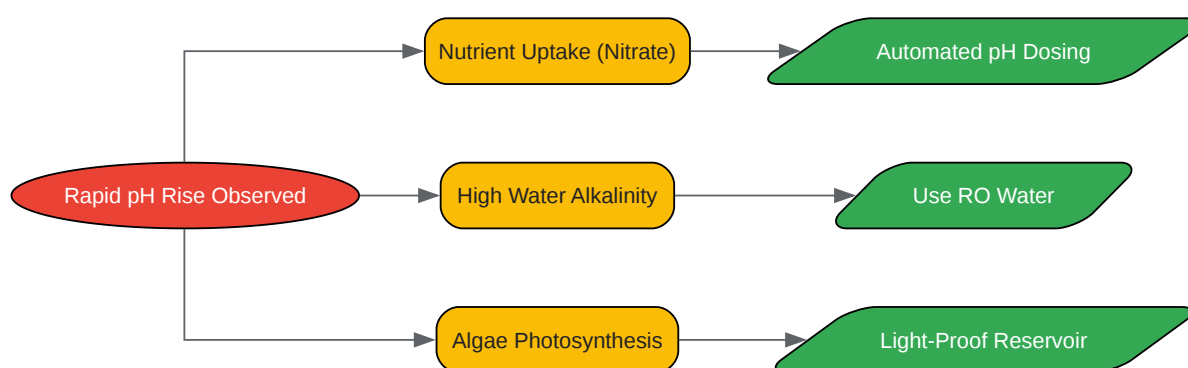 Nutrient Uptake (Nitrate)
Automated pH Dosing
Rapid pH Rise Observed
High Water Alkalinity
Use RO Water
Algae Photosynthesis
Light-Proof Reservoir